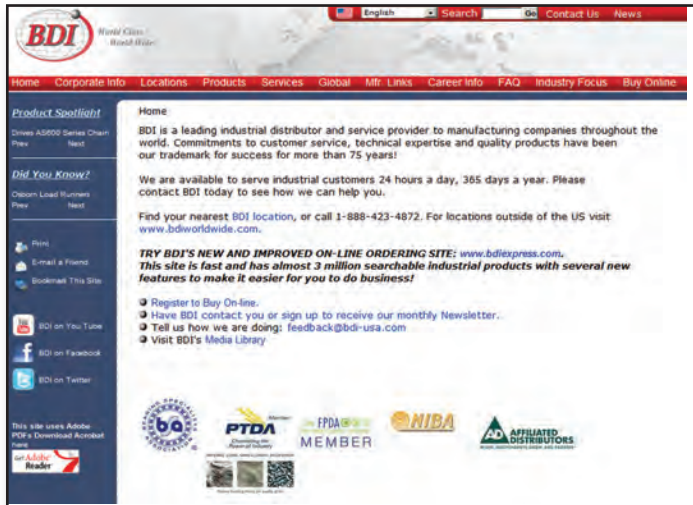 English
Search
Go
Contact Us
News
BDI
World Class
World Wide
Home Corporate Info Locations Products Services Global Mfr. Links Career Info FAQ Industry Focus Buy Online
Product Spotlight
Drives AS600 Series Chain
Prev Next
Did You Know?
Osborn Load Runners
Prev Next
Print
E-mail a Friend
Bookmark This Site
You Tube
BDI on You Tube
BDI on Facebook
BDI on Twitter
This site uses Adobe
PDFs Download Acrobat
here
Get Adobe
Reader
Home
BDI is a leading industrial distributor and service provider to manufacturing companies throughout the
world. Commitments to customer service, technical expertise and quality products have been
our trademark for success for more than 75 years!
We are available to serve industrial customers 24 hours a day, 365 days a year. Please
contact BDI today to see how we can help you.
Find your nearest BDI location, or call 1-888-423-4872. For locations outside of the US visit
www.bdiworldwide.com.
TRY BDI'S NEW AND IMPROVED ON-LINE ORDERING SITE: www.bdiexpress.com.
This site is fast and has almost 3 million searchable industrial products with several new
features to make it easier for you to do business!
Register to Buy On-line.
Have BDI contact you or sign up to receive our monthly Newsletter.
Tell us how we are doing: feedback@bdi-usa.com
Visit BDI's Media Library
ba
Member
PTDA
FPDA
MEMBER
NIBA
AD AFFILIATED
DISTRIBUTORS